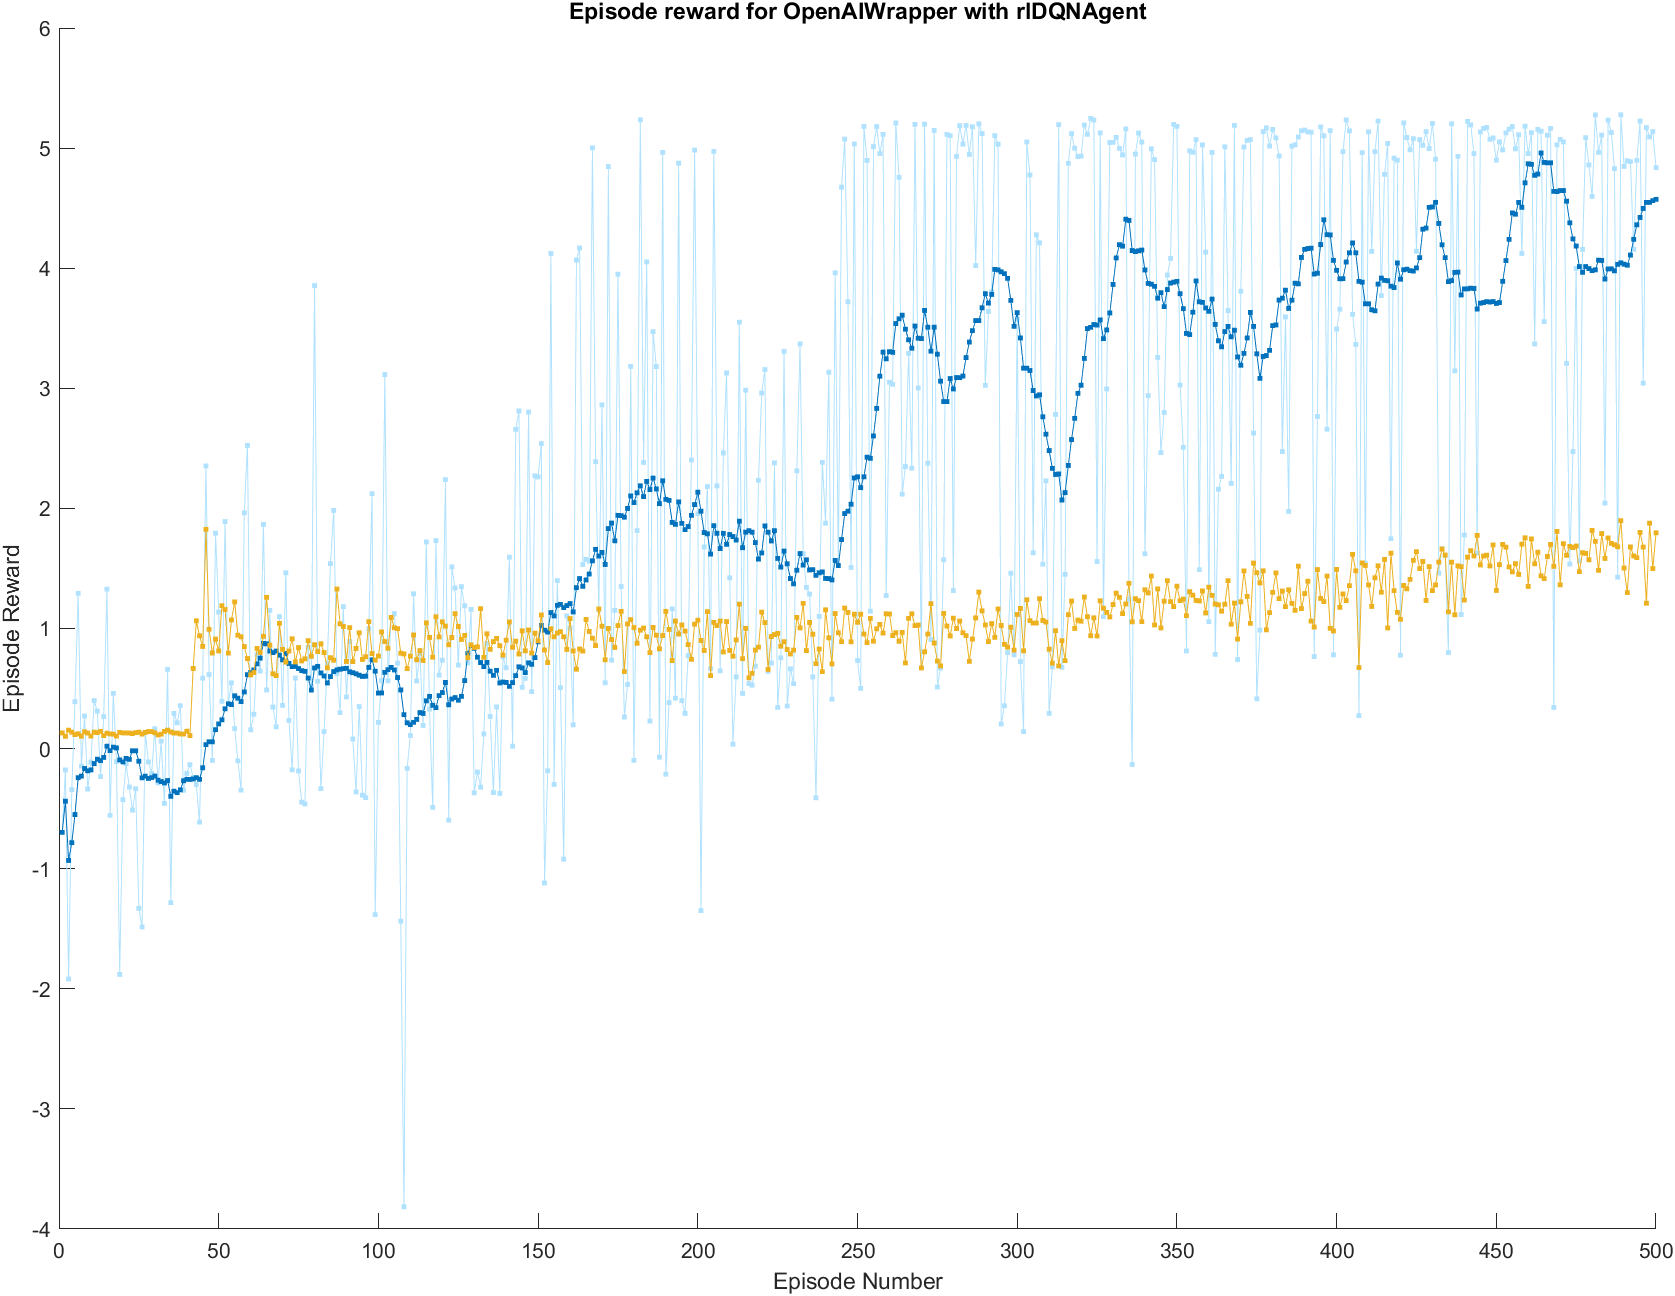 Episode reward for OpenAIWrapper with rlDQNAgent
6
5
4
3
2
1
0
-1
-2
-3
-4
Episode Reward
0 50 100 150 200 250 300 350 400 450 500
Episode Number